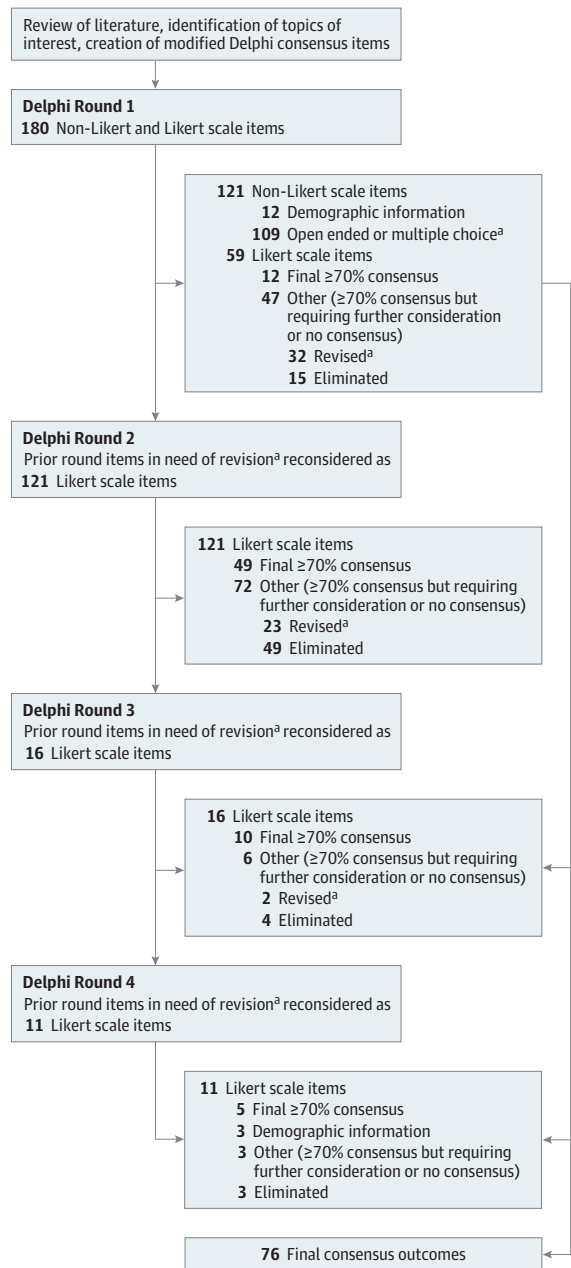 Review of literature, identification of topics of
interest, creation of modified Delphi consensus items
Delphi Round 1
180 Non-Likert and Likert scale items
121 Non-Likert scale items
12 Demographic information
109 Open ended or multiple choiceᵃ
59 Likert scale items
12 Final ≥70% consensus
47 Other (≥70% consensus but
requiring further consideration
or no consensus)
32 Revisedᵃ
15 Eliminated
Delphi Round 2
Prior round items in need of revisionᵃ reconsidered as
121 Likert scale items
121 Likert scale items
49 Final ≥70% consensus
72 Other (≥70% consensus but requiring
further consideration or no consensus)
23 Revisedᵃ
49 Eliminated
Delphi Round 3
Prior round items in need of revisionᵃ reconsidered as
16 Likert scale items
16 Likert scale items
10 Final ≥70% consensus
6 Other (≥70% consensus but requiring
further consideration or no consensus)
2 Revisedᵃ
4 Eliminated
Delphi Round 4
Prior round items in need of revisionᵃ reconsidered as
11 Likert scale items
11 Likert scale items
5 Final ≥70% consensus
3 Demographic information
3 Other (≥70% consensus but requiring
further consideration or no consensus)
3 Eliminated
76 Final consensus outcomes